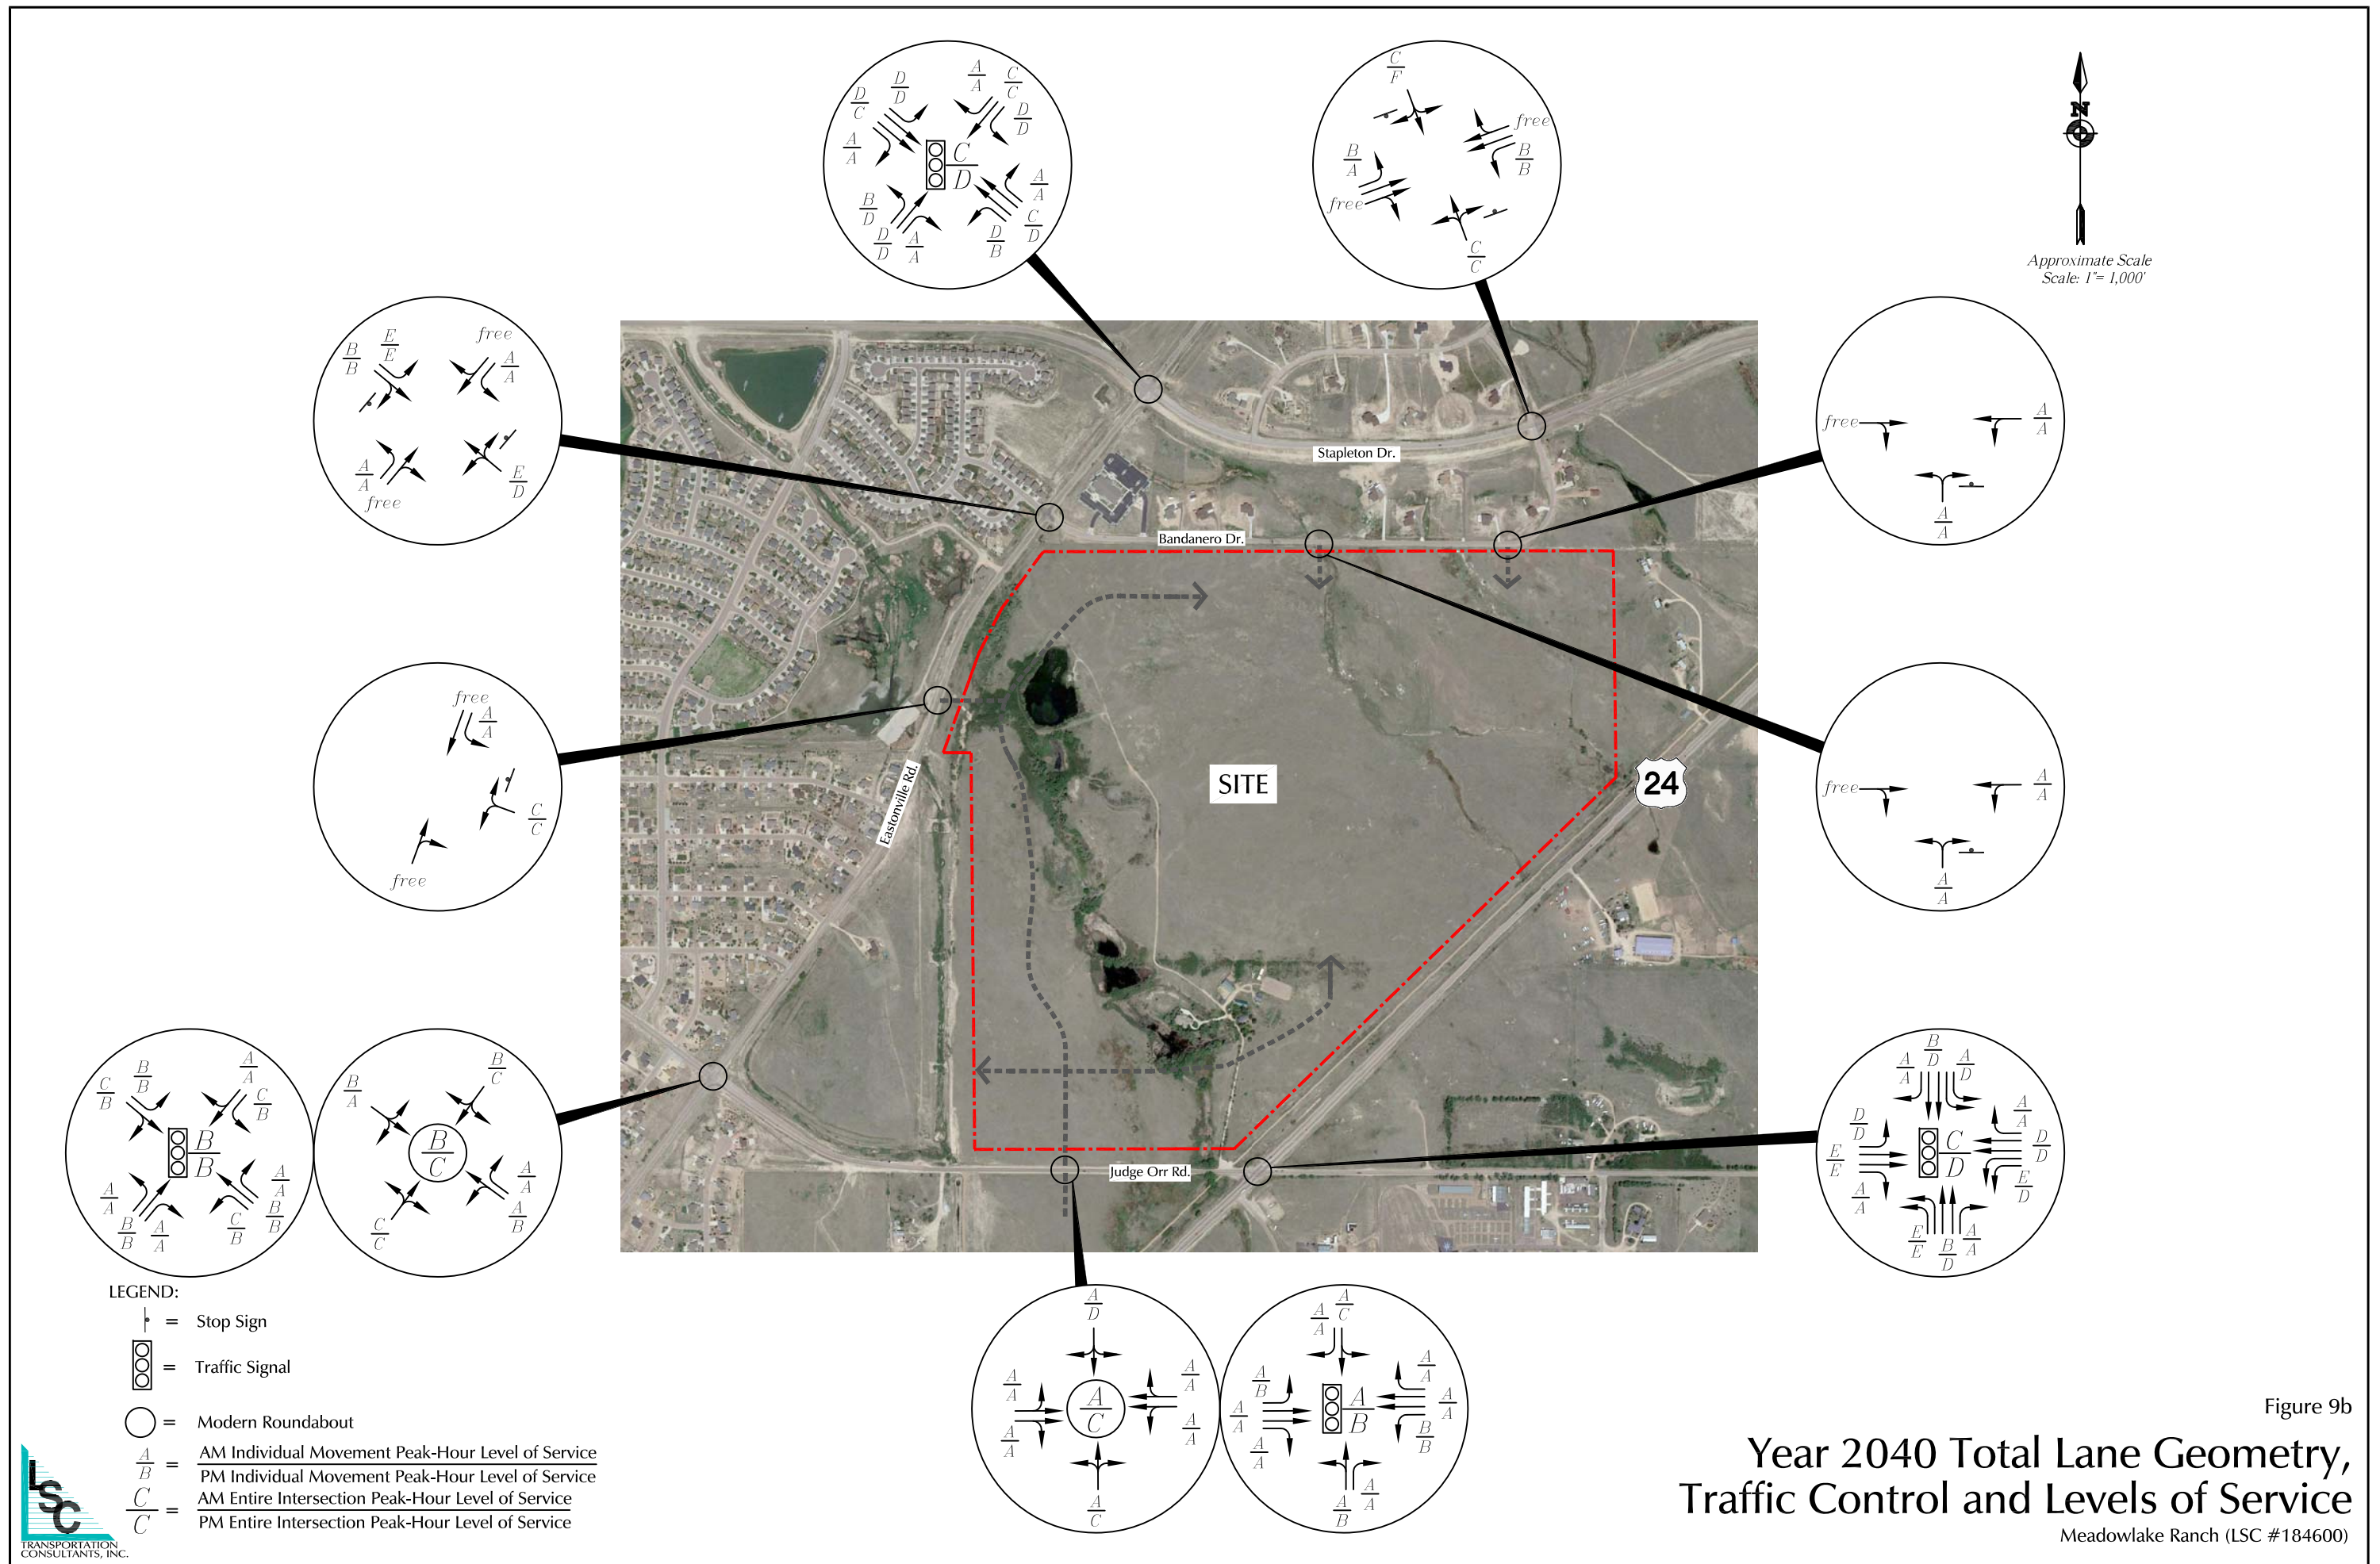 D
D
D
C
A
A
A
A
C
C
D
D
C
D
B
D
D
D
A
A
A
A
C
D
D
B
C
F
free
B
B
B
A
free
C
C
N
Approximate Scale
Scale: 1"= 1,000'
E
E
B
B
free
A
A
A
A
free
E
D
free
A
A
A
A
Stapleton Dr.
Bandanero Dr.
free
A
A
C
C
free
SITE
24
Eastonville Rd.
free
A
A
A
A
B
B
C
B
A
A
C
B
B
B
A
A
B
B
A
A
A
A
B
B
C
B
B
A
B
C
B
C
A
A
A
B
C
C
Judge Orr Rd.
B
D
A
A
A
D
A
A
D
D
D
D
E
E
C
D
E
D
A
A
E
E
B
D
A
A
A
D
A
A
A
A
A
C
A
A
A
A
A
C
A
C
A
A
A
B
A
A
A
A
A
B
A
A
A
A
B
B
A
B
A
A
LEGEND:
= Stop Sign
= Traffic Signal
= Modern Roundabout
A
B
=
AM Individual Movement Peak-Hour Level of Service
PM Individual Movement Peak-Hour Level of Service
C
C
=
AM Entire Intersection Peak-Hour Level of Service
PM Entire Intersection Peak-Hour Level of Service
LSC
TRANSPORTATION
CONSULTANTS, INC.
Figure 9b
Year 2040 Total Lane Geometry,
Traffic Control and Levels of Service
Meadowlake Ranch (LSC #184600)